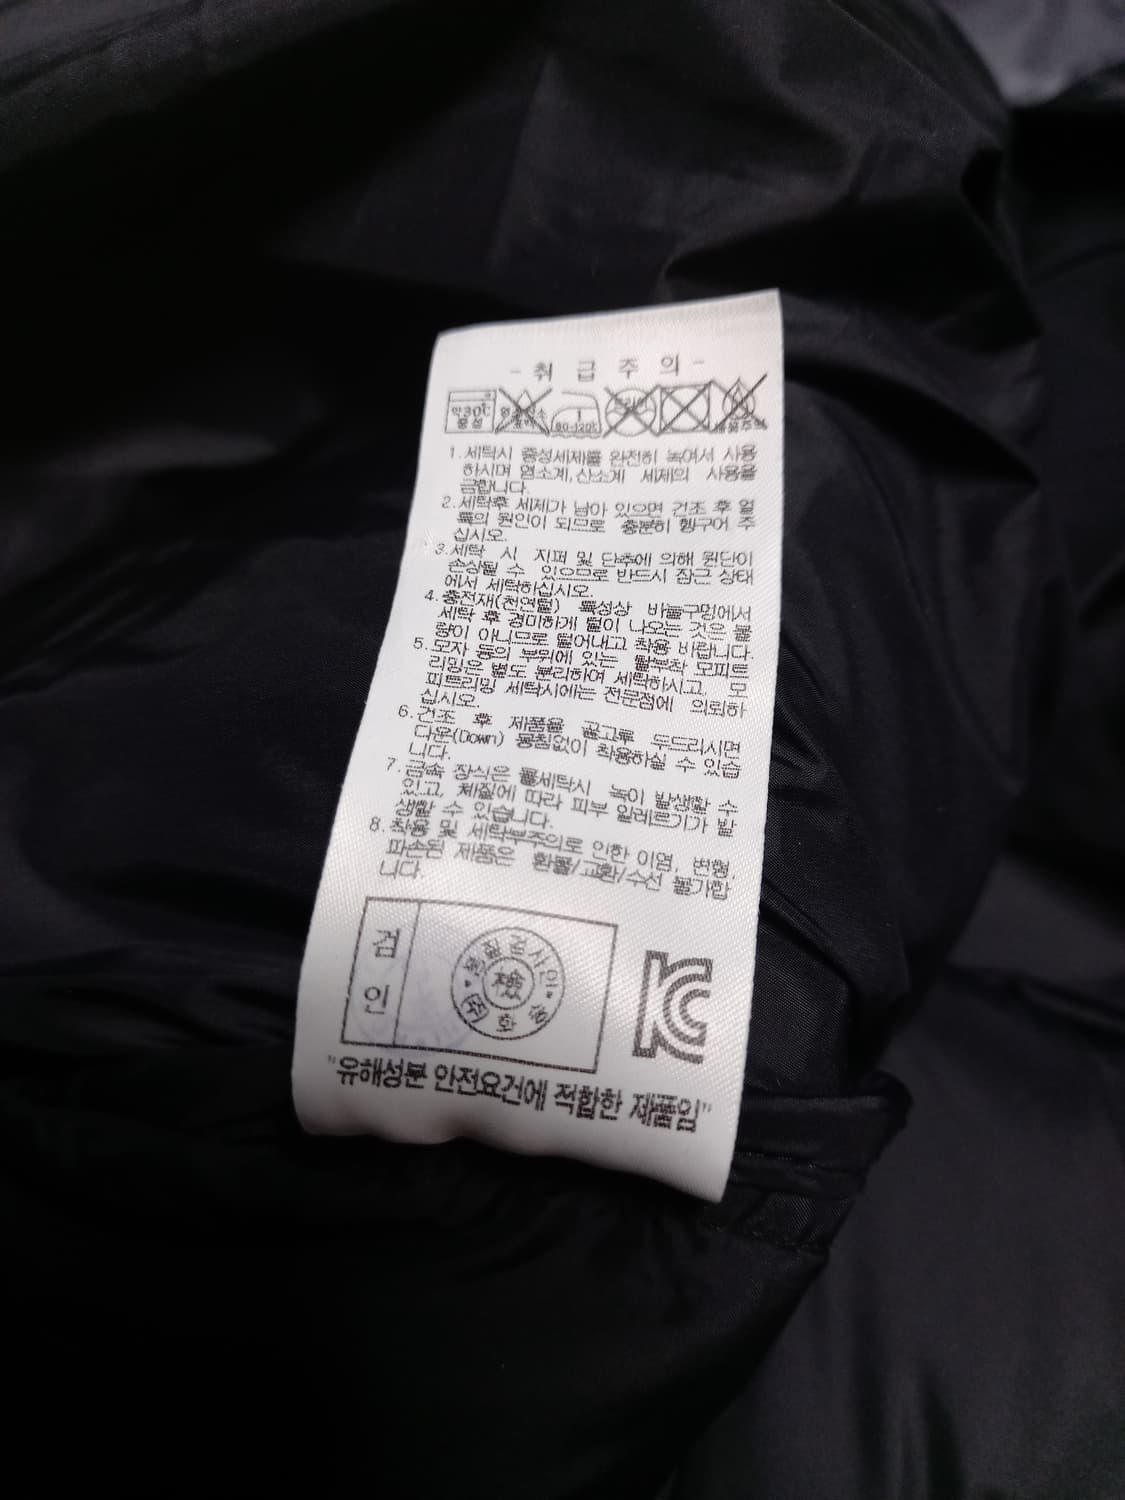 - 취 급 주 의 -
약30℃
중성
80-120℃
1.세탁시 중성세제를 완전히 녹여서 사용
하시며 염소계,산소계 세제의 사용을
금합니다.
2.세탁후 세제가 남아 있으면 건조 후 얼
룩의 원인이 되므로 충분히 헹구어 주
십시오.
3.세탁 시 지퍼 및 단추에 의해 원단이
손상될 수 있으므로 반드시 잠근 상태
에서 세탁하십시오.
4.충전재(천연털) 특성상 바늘구멍에서
세탁 후 경미하게 털이 나오는 것은 불
량이 아니므로 털어내고 착용 바랍니다.
5.모자 등의 부위에 있는 탈부착 모피트
리밍은 별도 분리하여 세탁하시고, 모
피트리밍 세탁시에는 전문점에 의뢰하
십시오.
6.건조 후 제품을 골고루 두드리시면
다운(Down) 뭉침없이 착용하실 수 있습
니다.
7.금속 장식은 물세탁시 녹이 발생할 수
있고, 체질에 따라 피부 알레르기가 발
생할 수 있습니다.
8.착용 및 세탁부주의로 인한 이염, 변형,
파손된 제품은 환불/교환/수선 불가합
니다.
검
인
품질검사인
檢
KC
"유해성분 안전요건에 적합한 제품임"